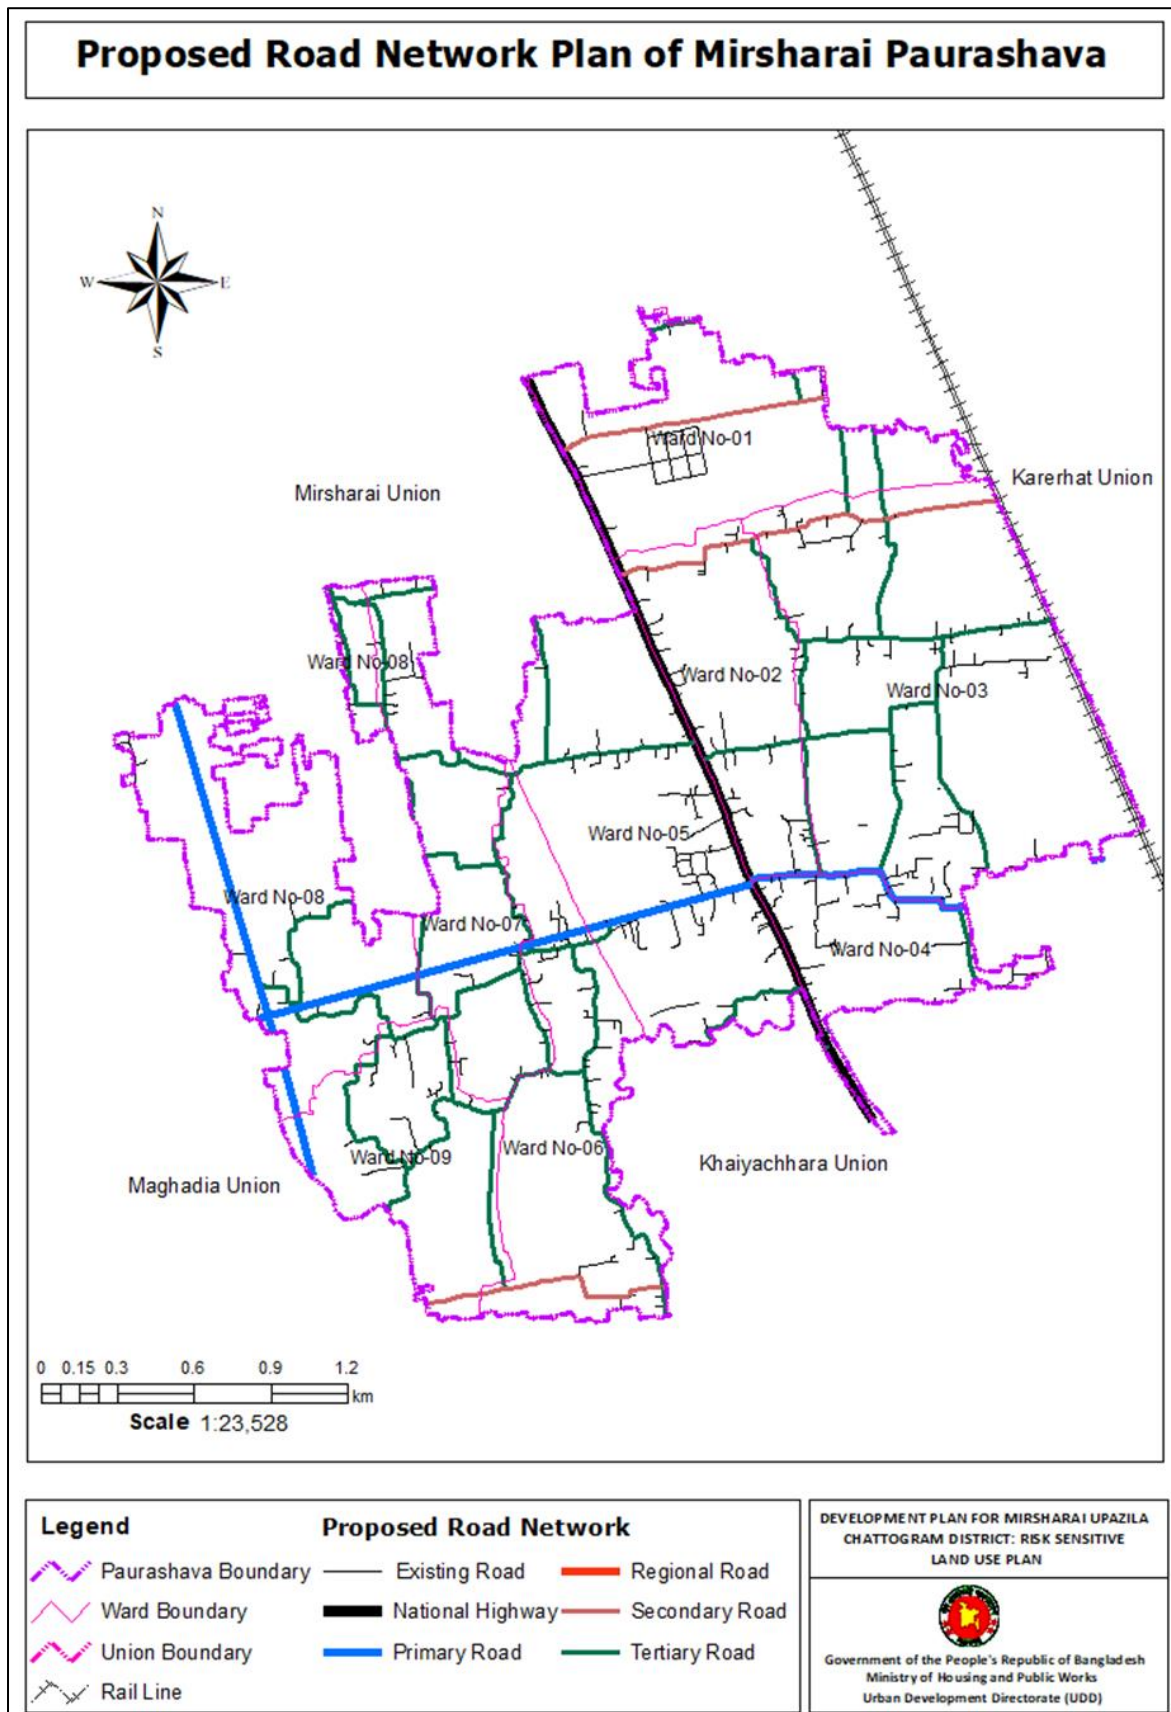 Proposed Road Network Plan of Mirsharai Paurashava
N
W E
S
Ward No-01
Mirsharai Union
Karerhat Union
Ward No-08
Ward No-02
Ward No-03
Ward No-05
Ward No-08
Ward No-07
Ward No-04
Ward No-09
Ward No-06
Khaiyachhara Union
Maghadia Union
0 0.15 0.3 0.6 0.9 1.2
km
Scale 1:23,528
Legend
Paurashava Boundary
Ward Boundary
Union Boundary
Rail Line
Proposed Road Network
Existing Road
National Highway
Primary Road
Regional Road
Secondary Road
Tertiary Road
DEVELOPMENT PLAN FOR MIRSHARAI UPAZILA
CHATTOGRAM DISTRICT: RISK SENSITIVE
LAND USE PLAN
Government of the People's Republic of Bangladesh
Ministry of Housing and Public Works
Urban Development Directorate (UDD)